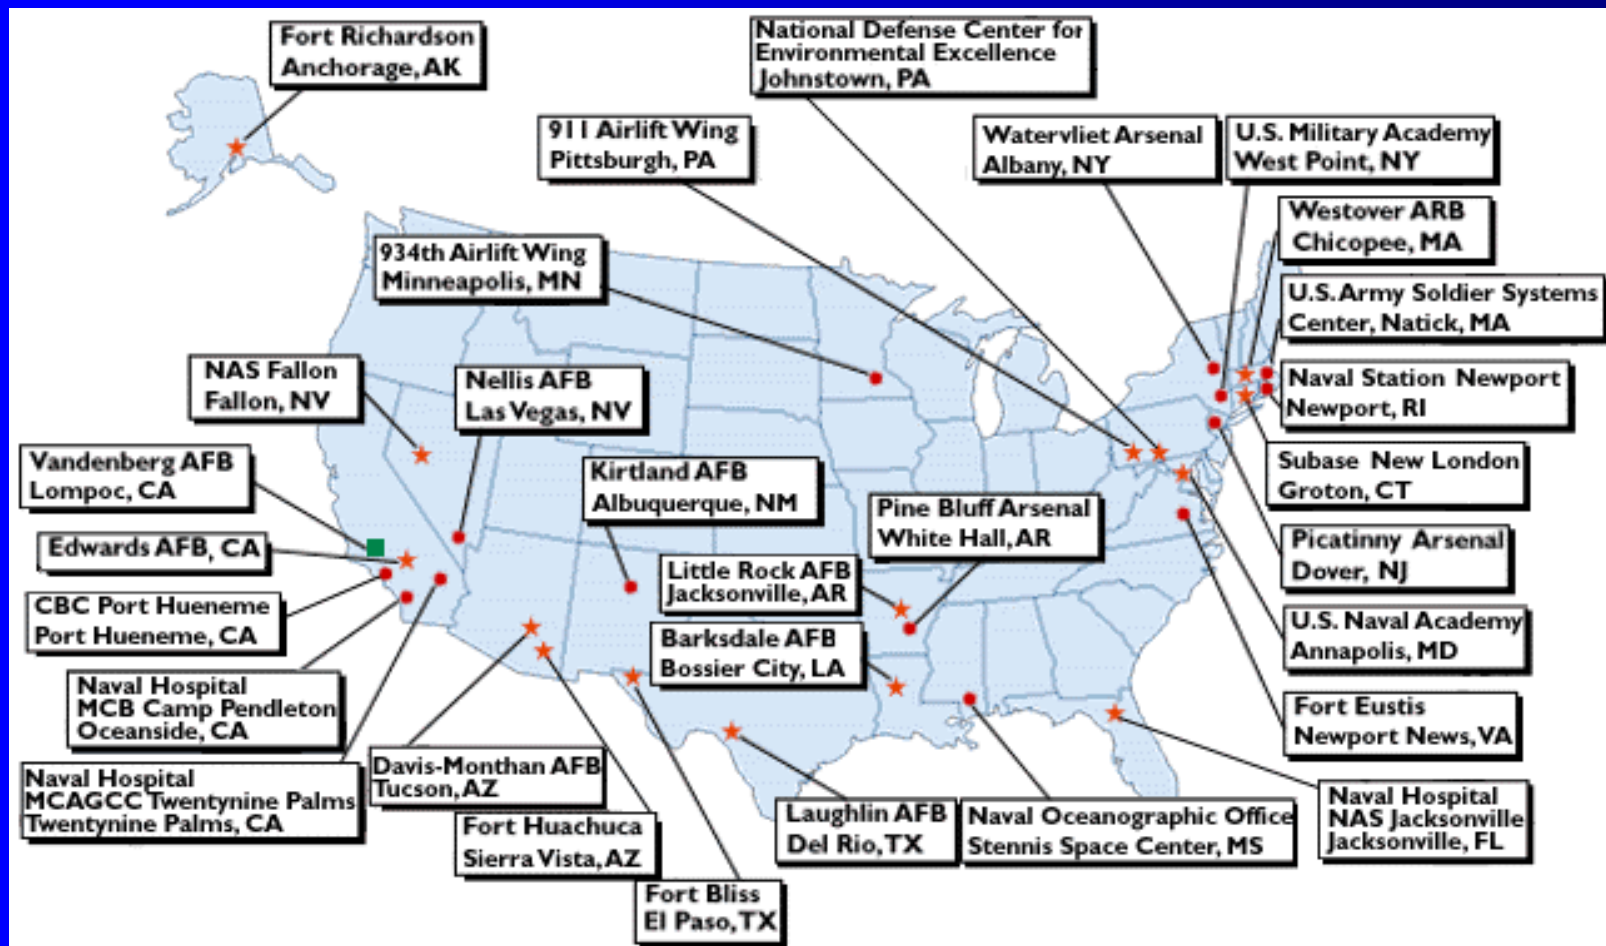 Fort Richardson
Anchorage, AK
National Defense Center for
Environmental Excellence
Johnstown, PA
911 Airlift Wing
Pittsburgh, PA
Watervliet Arsenal
Albany, NY
U.S. Military Academy
West Point, NY
Westover ARB
Chicopee, MA
934th Airlift Wing
Minneapolis, MN
U.S. Army Soldier Systems
Center, Natick, MA
NAS Fallon
Fallon, NV
Nellis AFB
Las Vegas, NV
Naval Station Newport
Newport, RI
Vandenberg AFB
Lompoc, CA
Kirtland AFB
Albuquerque, NM
Subase New London
Groton, CT
Pine Bluff Arsenal
White Hall, AR
Edwards AFB, CA
Picatinny Arsenal
Dover, NJ
Little Rock AFB
Jacksonville, AR
CBC Port Hueneme
Port Hueneme, CA
Barksdale AFB
Bossier City, LA
U.S. Naval Academy
Annapolis, MD
Naval Hospital
MCB Camp Pendleton
Oceanside, CA
Fort Eustis
Newport News, VA
Naval Hospital
MCAGCC Twentynine Palms
Twentynine Palms, CA
Davis-Monthan AFB
Tucson, AZ
Fort Huachuca
Sierra Vista, AZ
Laughlin AFB
Del Rio, TX
Naval Oceanographic Office
Stennis Space Center, MS
Naval Hospital
NAS Jacksonville
Jacksonville, FL
Fort Bliss
El Paso, TX